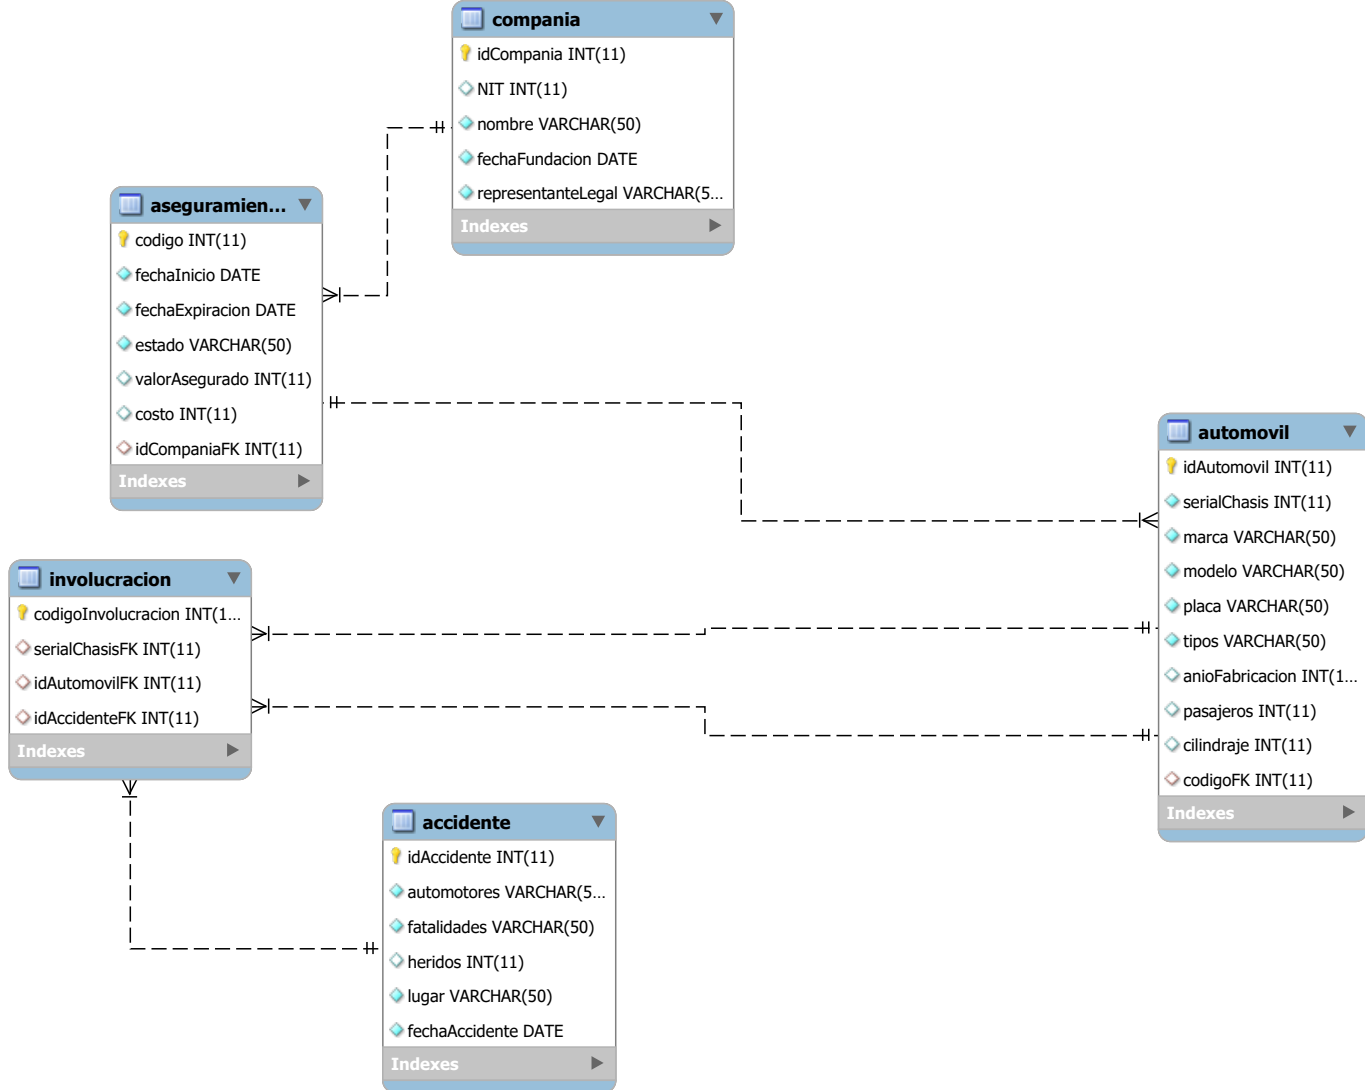 compania
idCompania INT(11)
NIT INT(11)
nombre VARCHAR(50)
fechaFundacion DATE
representanteLegal VARCHAR(5...
Indexes
aseguramien...
codigo INT(11)
fechaInicio DATE
fechaExpiracion DATE
estado VARCHAR(50)
valorAsegurado INT(11)
costo INT(11)
idCompaniaFK INT(11)
Indexes
automovil
idAutomovil INT(11)
serialChasis INT(11)
marca VARCHAR(50)
modelo VARCHAR(50)
placa VARCHAR(50)
tipos VARCHAR(50)
anioFabricacion INT(1...
pasajeros INT(11)
cilindraje INT(11)
codigoFK INT(11)
Indexes
involucracion
codigoInvolucracion INT(1...
serialChasisFK INT(11)
idAutomovilFK INT(11)
idAccidenteFK INT(11)
Indexes
accidente
idAccidente INT(11)
automotores VARCHAR(5...
fatalidades VARCHAR(50)
heridos INT(11)
lugar VARCHAR(50)
fechaAccidente DATE
Indexes